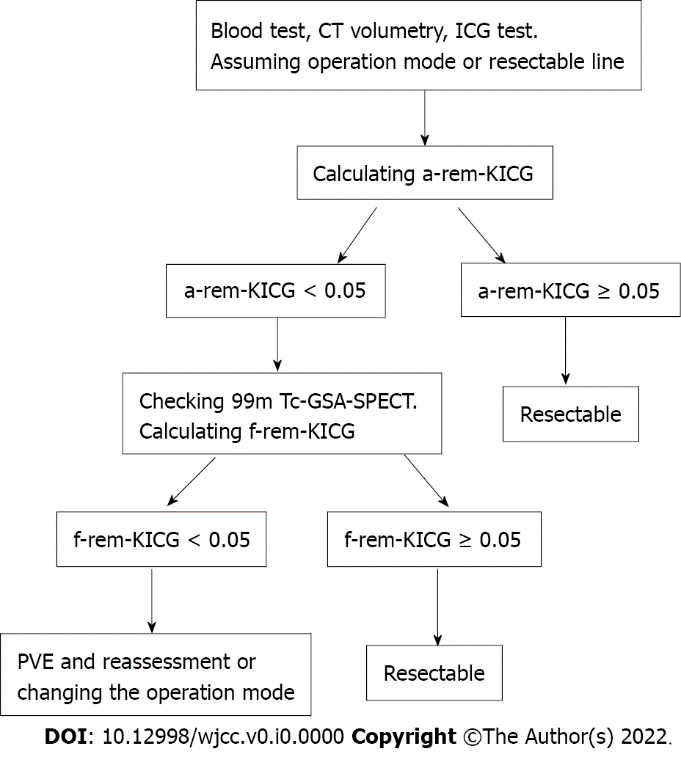 Blood test, CT volumetry, ICG test.
Assuming operation mode or resectable line
Calculating a-rem-KICG
a-rem-KICG < 0.05
a-rem-KICG ≥ 0.05
Checking 99m Tc-GSA-SPECT.
Calculating f-rem-KICG
Resectable
f-rem-KICG < 0.05
f-rem-KICG ≥ 0.05
PVE and reassessment or
changing the operation mode
Resectable
DOI: 10.12998/wjcc.v0.i0.0000 Copyright ©The Author(s) 2022.